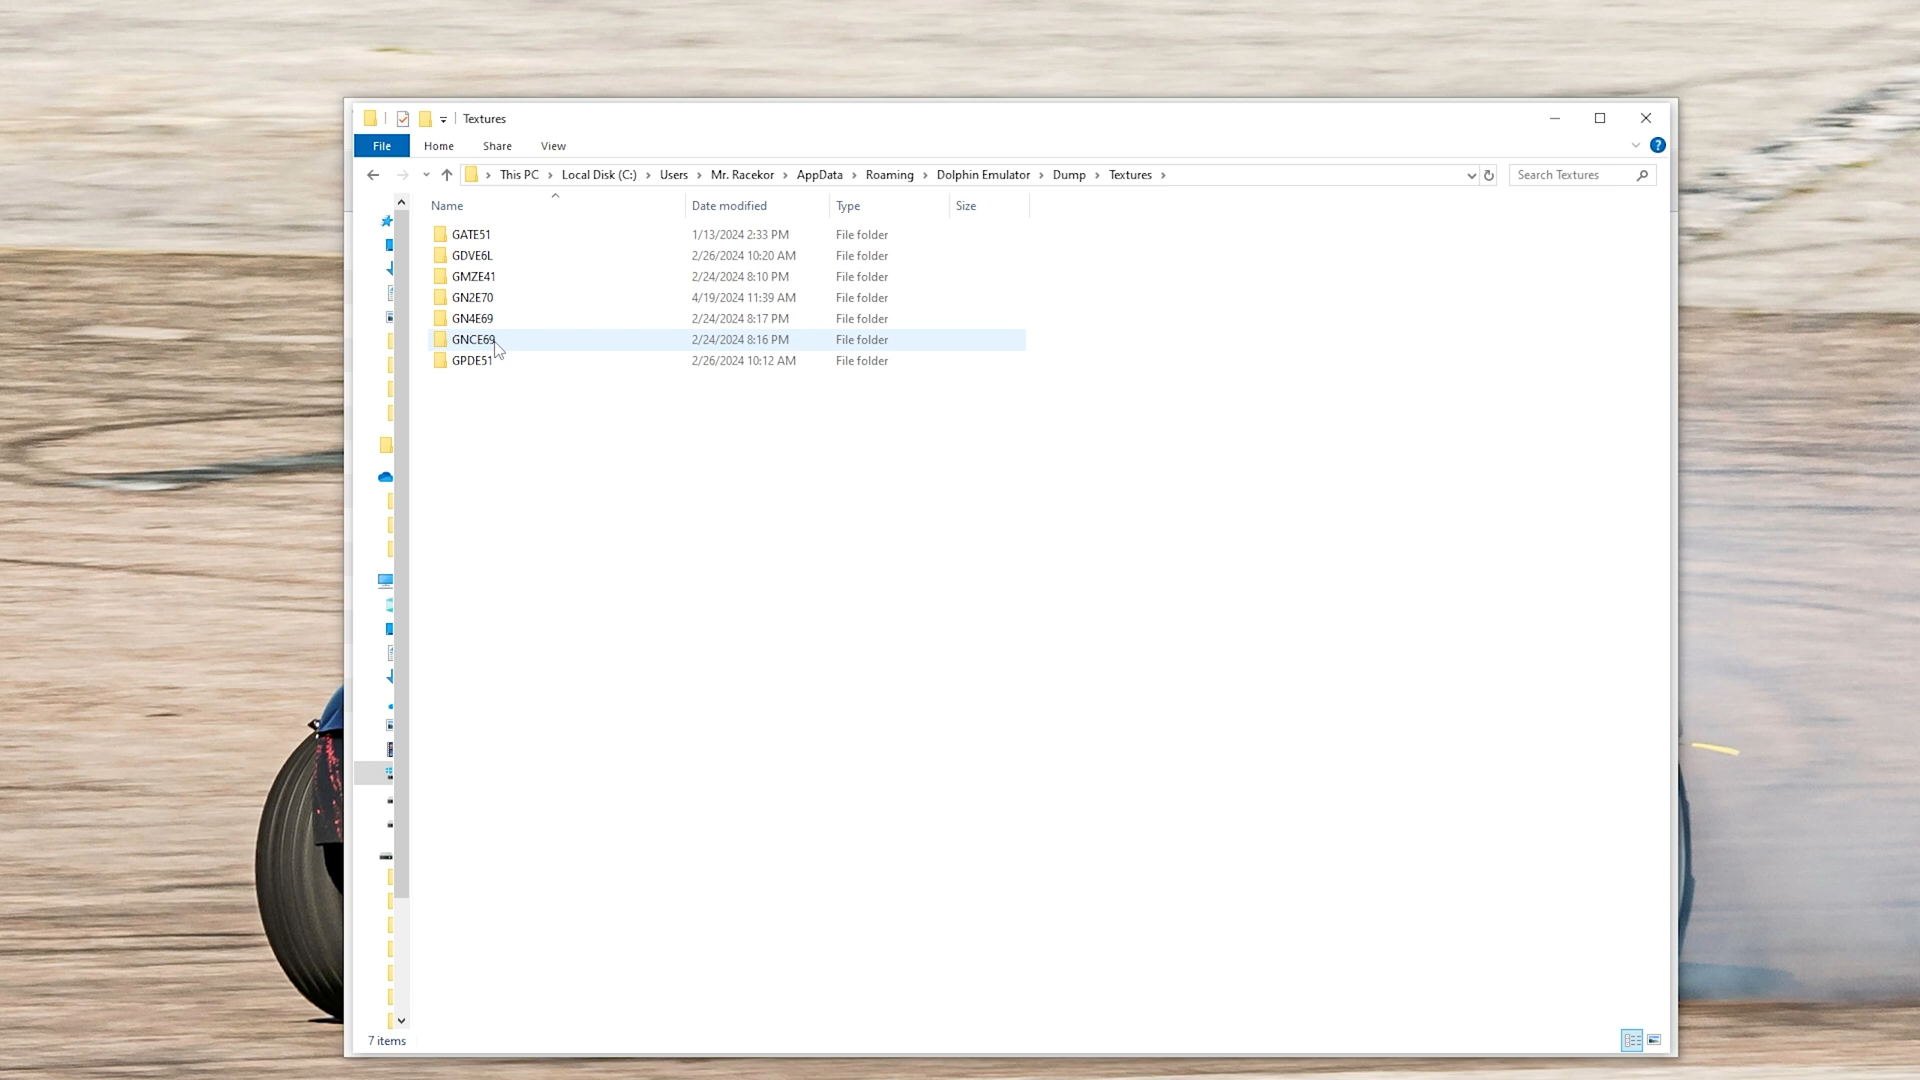 Textures
File Home Share View
This PC Local Disk (C:) Users Mr. Racekor AppData Roaming Dolphin Emulator Dump Textures Search Textures
Name Date modified Type Size
GATE51 1/13/2024 2:33 PM File folder
GDVE6L 2/26/2024 10:20 AM File folder
GMZE41 2/24/2024 8:10 PM File folder
GN2E70 4/19/2024 11:39 AM File folder
GN4E69 2/24/2024 8:17 PM File folder
GNCE69 2/24/2024 8:16 PM File folder
GPDE51 2/26/2024 10:12 AM File folder
7 items